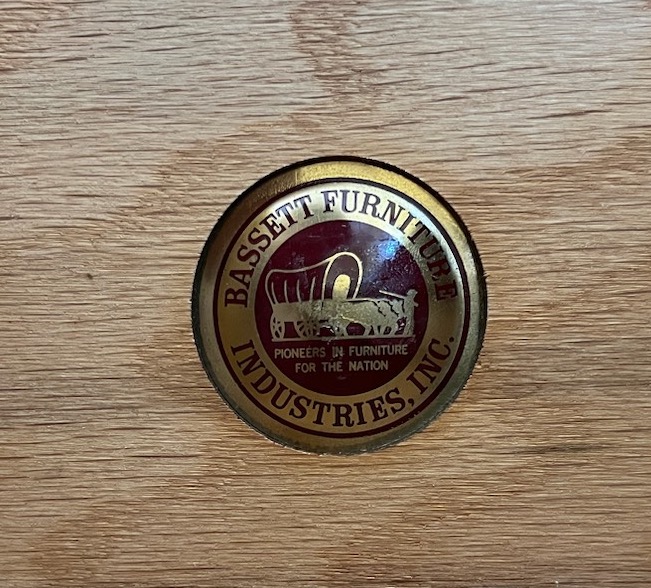 BASSETT FURNITURE
INDUSTRIES, INC.
PIONEERS IN FURNITURE
FOR THE NATION